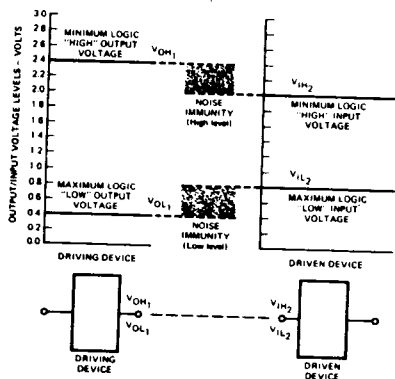 OUTPUT/INPUT VOLTAGE LEVELS – VOLTS
3.0
2.8
2.6
2.4
2.2
2.0
1.8
1.6
1.4
1.2
1.0
0.8
0.6
0.4
0.2
0.0
MINIMUM LOGIC
"HIGH" OUTPUT
VOLTAGE
VOH1
NOISE
IMMUNITY
(High level)
VIH2
MINIMUM LOGIC
"HIGH" INPUT
VOLTAGE
MAXIMUM LOGIC
"LOW" OUTPUT
VOLTAGE
VOL1
NOISE
IMMUNITY
(Low level)
VIL2
MAXIMUM LOGIC
"LOW" INPUT
VOLTAGE
DRIVING DEVICE
DRIVEN DEVICE
VOH1
VOL1
VIH2
VIL2
DRIVING
DEVICE
DRIVEN
DEVICE